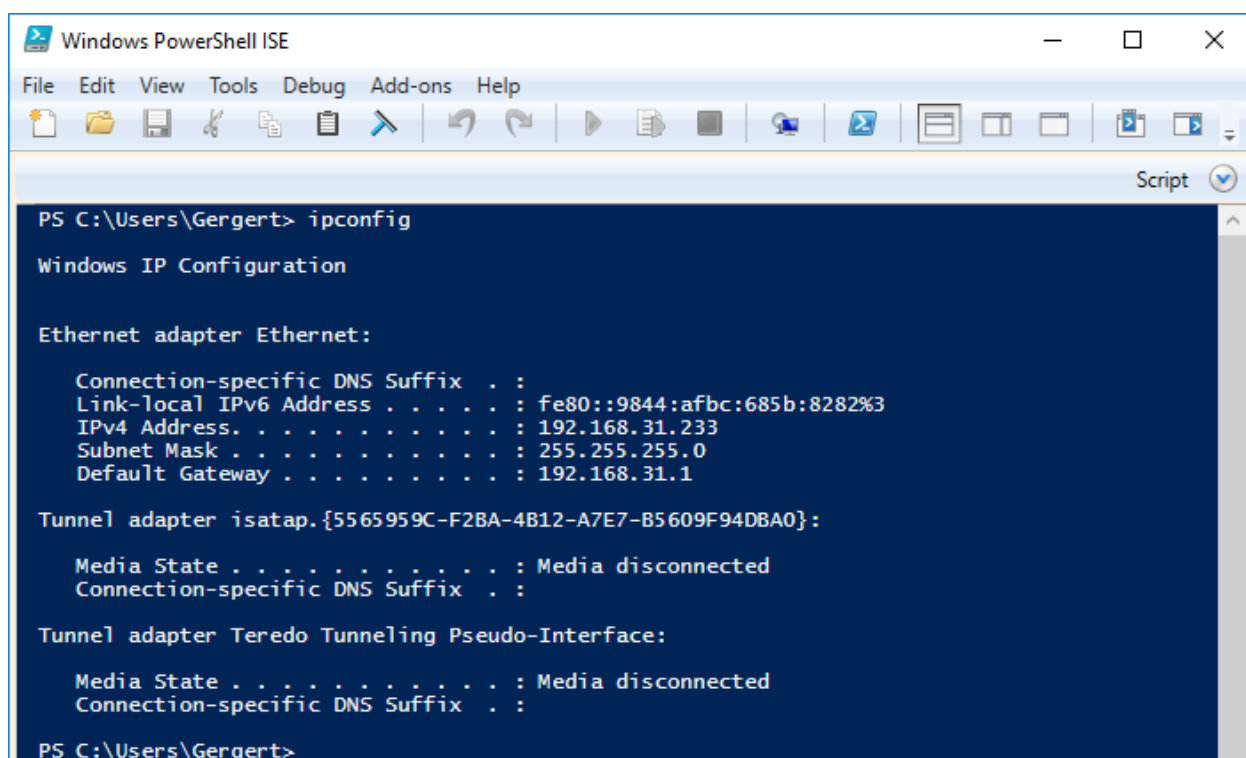 Windows PowerShell ISE
File Edit View Tools Debug Add-ons Help
Script
PS C:\Users\Gergert> ipconfig
Windows IP Configuration
Ethernet adapter Ethernet:
Connection-specific DNS Suffix . :
Link-local IPv6 Address . . . . . : fe80::9844:afbc:685b:8282%3
IPv4 Address. . . . . . . . . . . : 192.168.31.233
Subnet Mask . . . . . . . . . . . : 255.255.255.0
Default Gateway . . . . . . . . . : 192.168.31.1
Tunnel adapter isatap.{5565959C-F2BA-4B12-A7E7-B5609F94DBA0}:
Media State . . . . . . . . . . . : Media disconnected
Connection-specific DNS Suffix . :
Tunnel adapter Teredo Tunneling Pseudo-Interface:
Media State . . . . . . . . . . . : Media disconnected
Connection-specific DNS Suffix . :
PS C:\Users\Gergert>